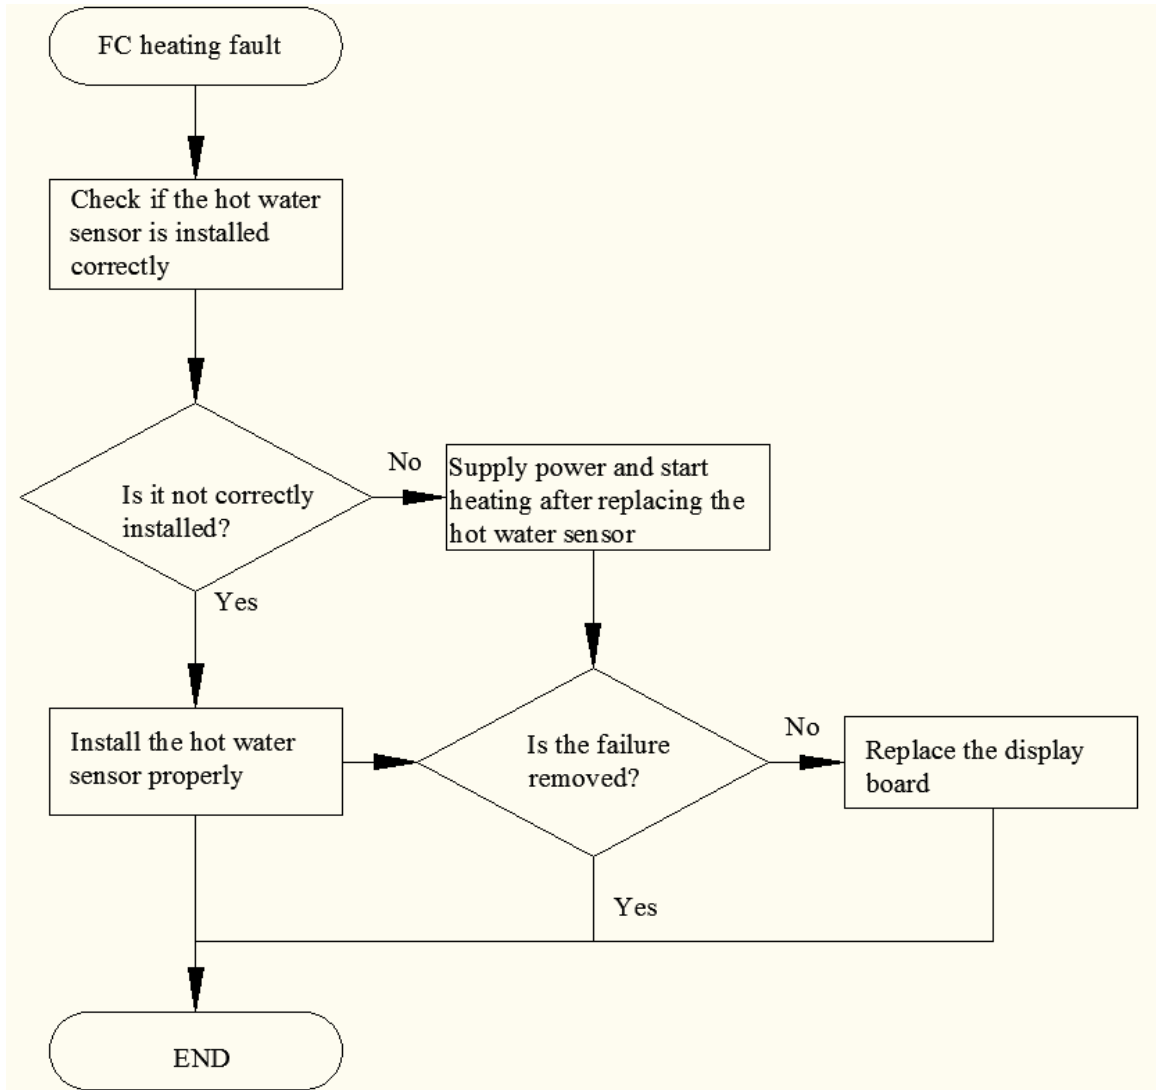 FC heating fault
Check if the hot water
sensor is installed
correctly
Is it not correctly
installed?
No
Supply power and start
heating after replacing the
hot water sensor
Yes
Install the hot water
sensor properly
Is the failure
removed?
No
Replace the display
board
Yes
END